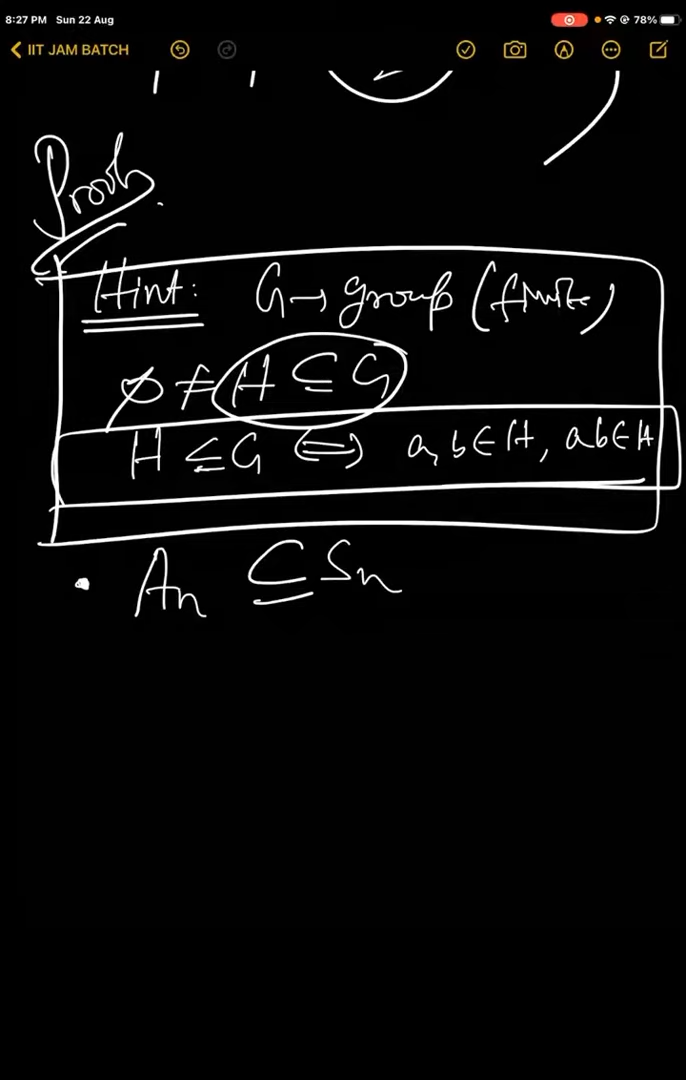 8:27 PM Sun 22 Aug 78%
IIT JAM BATCH
Proof.
Hint: G → group (finite)
∅ ≠ H ⊆ G
H ≤ G ⇔ a, b ∈ H, ab ∈ H
• An ⊆ Sn